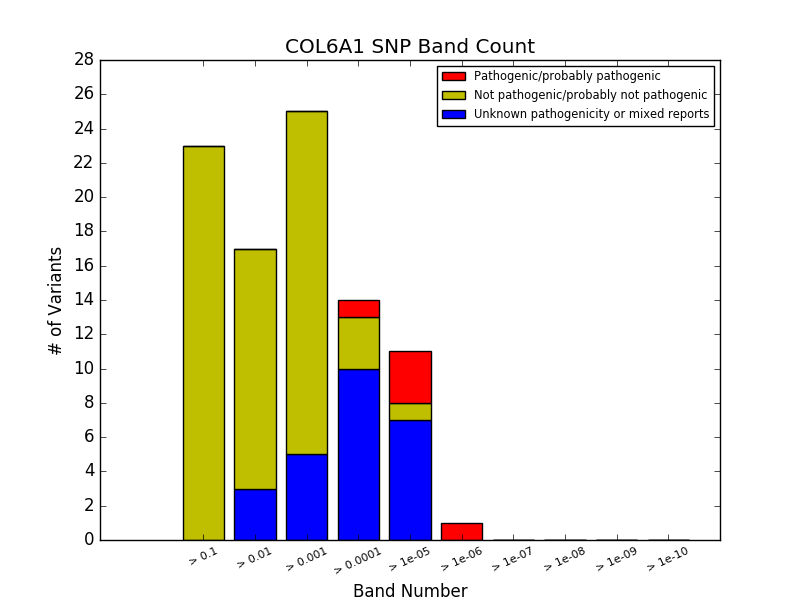 COL6A1 SNP Band Count
28
26
24
22
20
18
16
14
12
10
8
6
4
2
0
# of Variants
Pathogenic/probably pathogenic
Not pathogenic/probably not pathogenic
Unknown pathogenicity or mixed reports
> 0.1
> 0.01
> 0.001
> 0.0001
> 1e-05
> 1e-06
> 1e-07
> 1e-08
> 1e-09
> 1e-10
Band Number